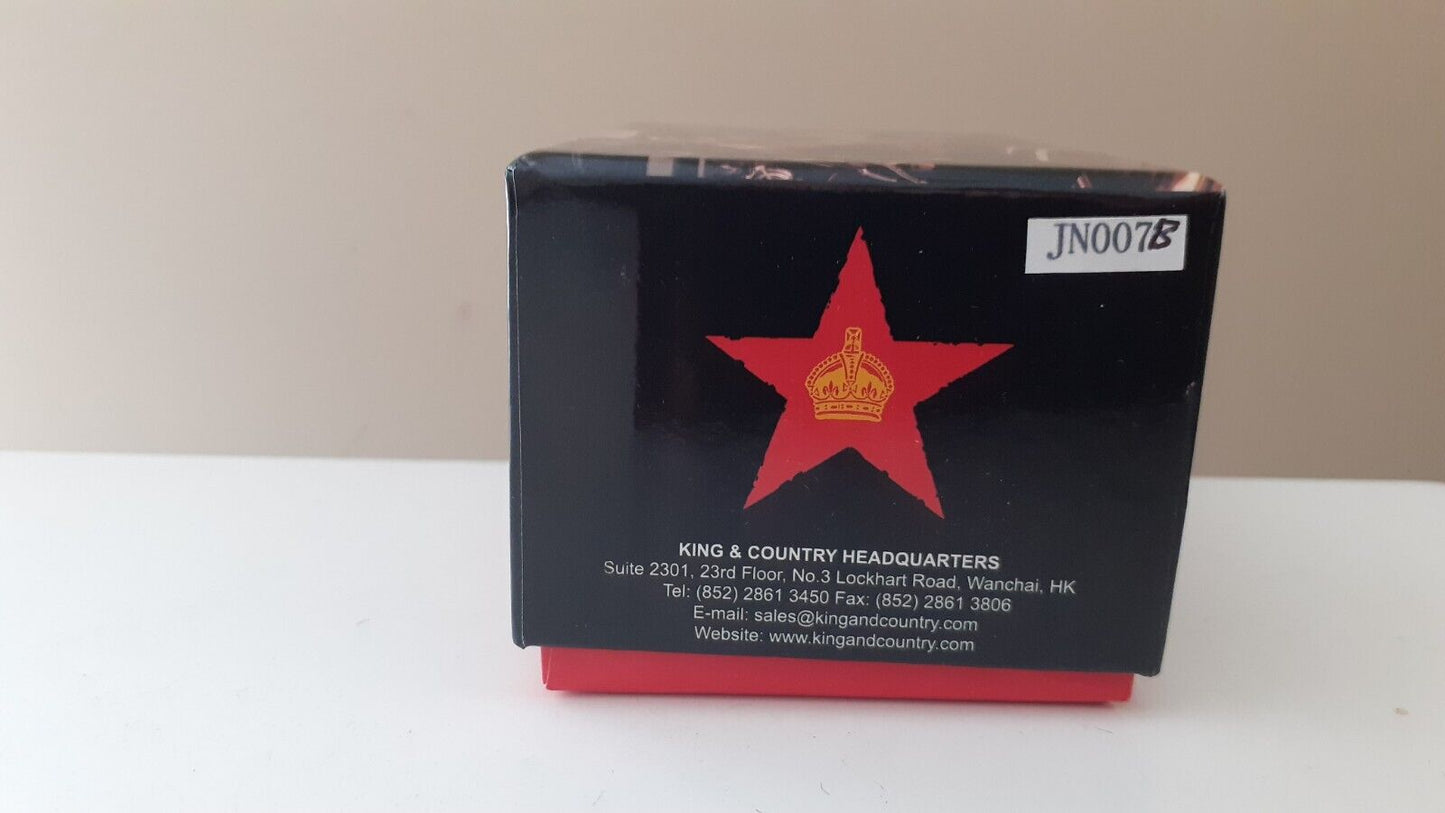 JN007B
KING & COUNTRY HEADQUARTERS
Suite 2301, 23rd Floor, No.3 Lockhart Road, Wanchai, HK
Tel: (852) 2861 3450 Fax: (852) 2861 3806
E-mail: sales@kingandcountry.com
Website: www.kingandcountry.com